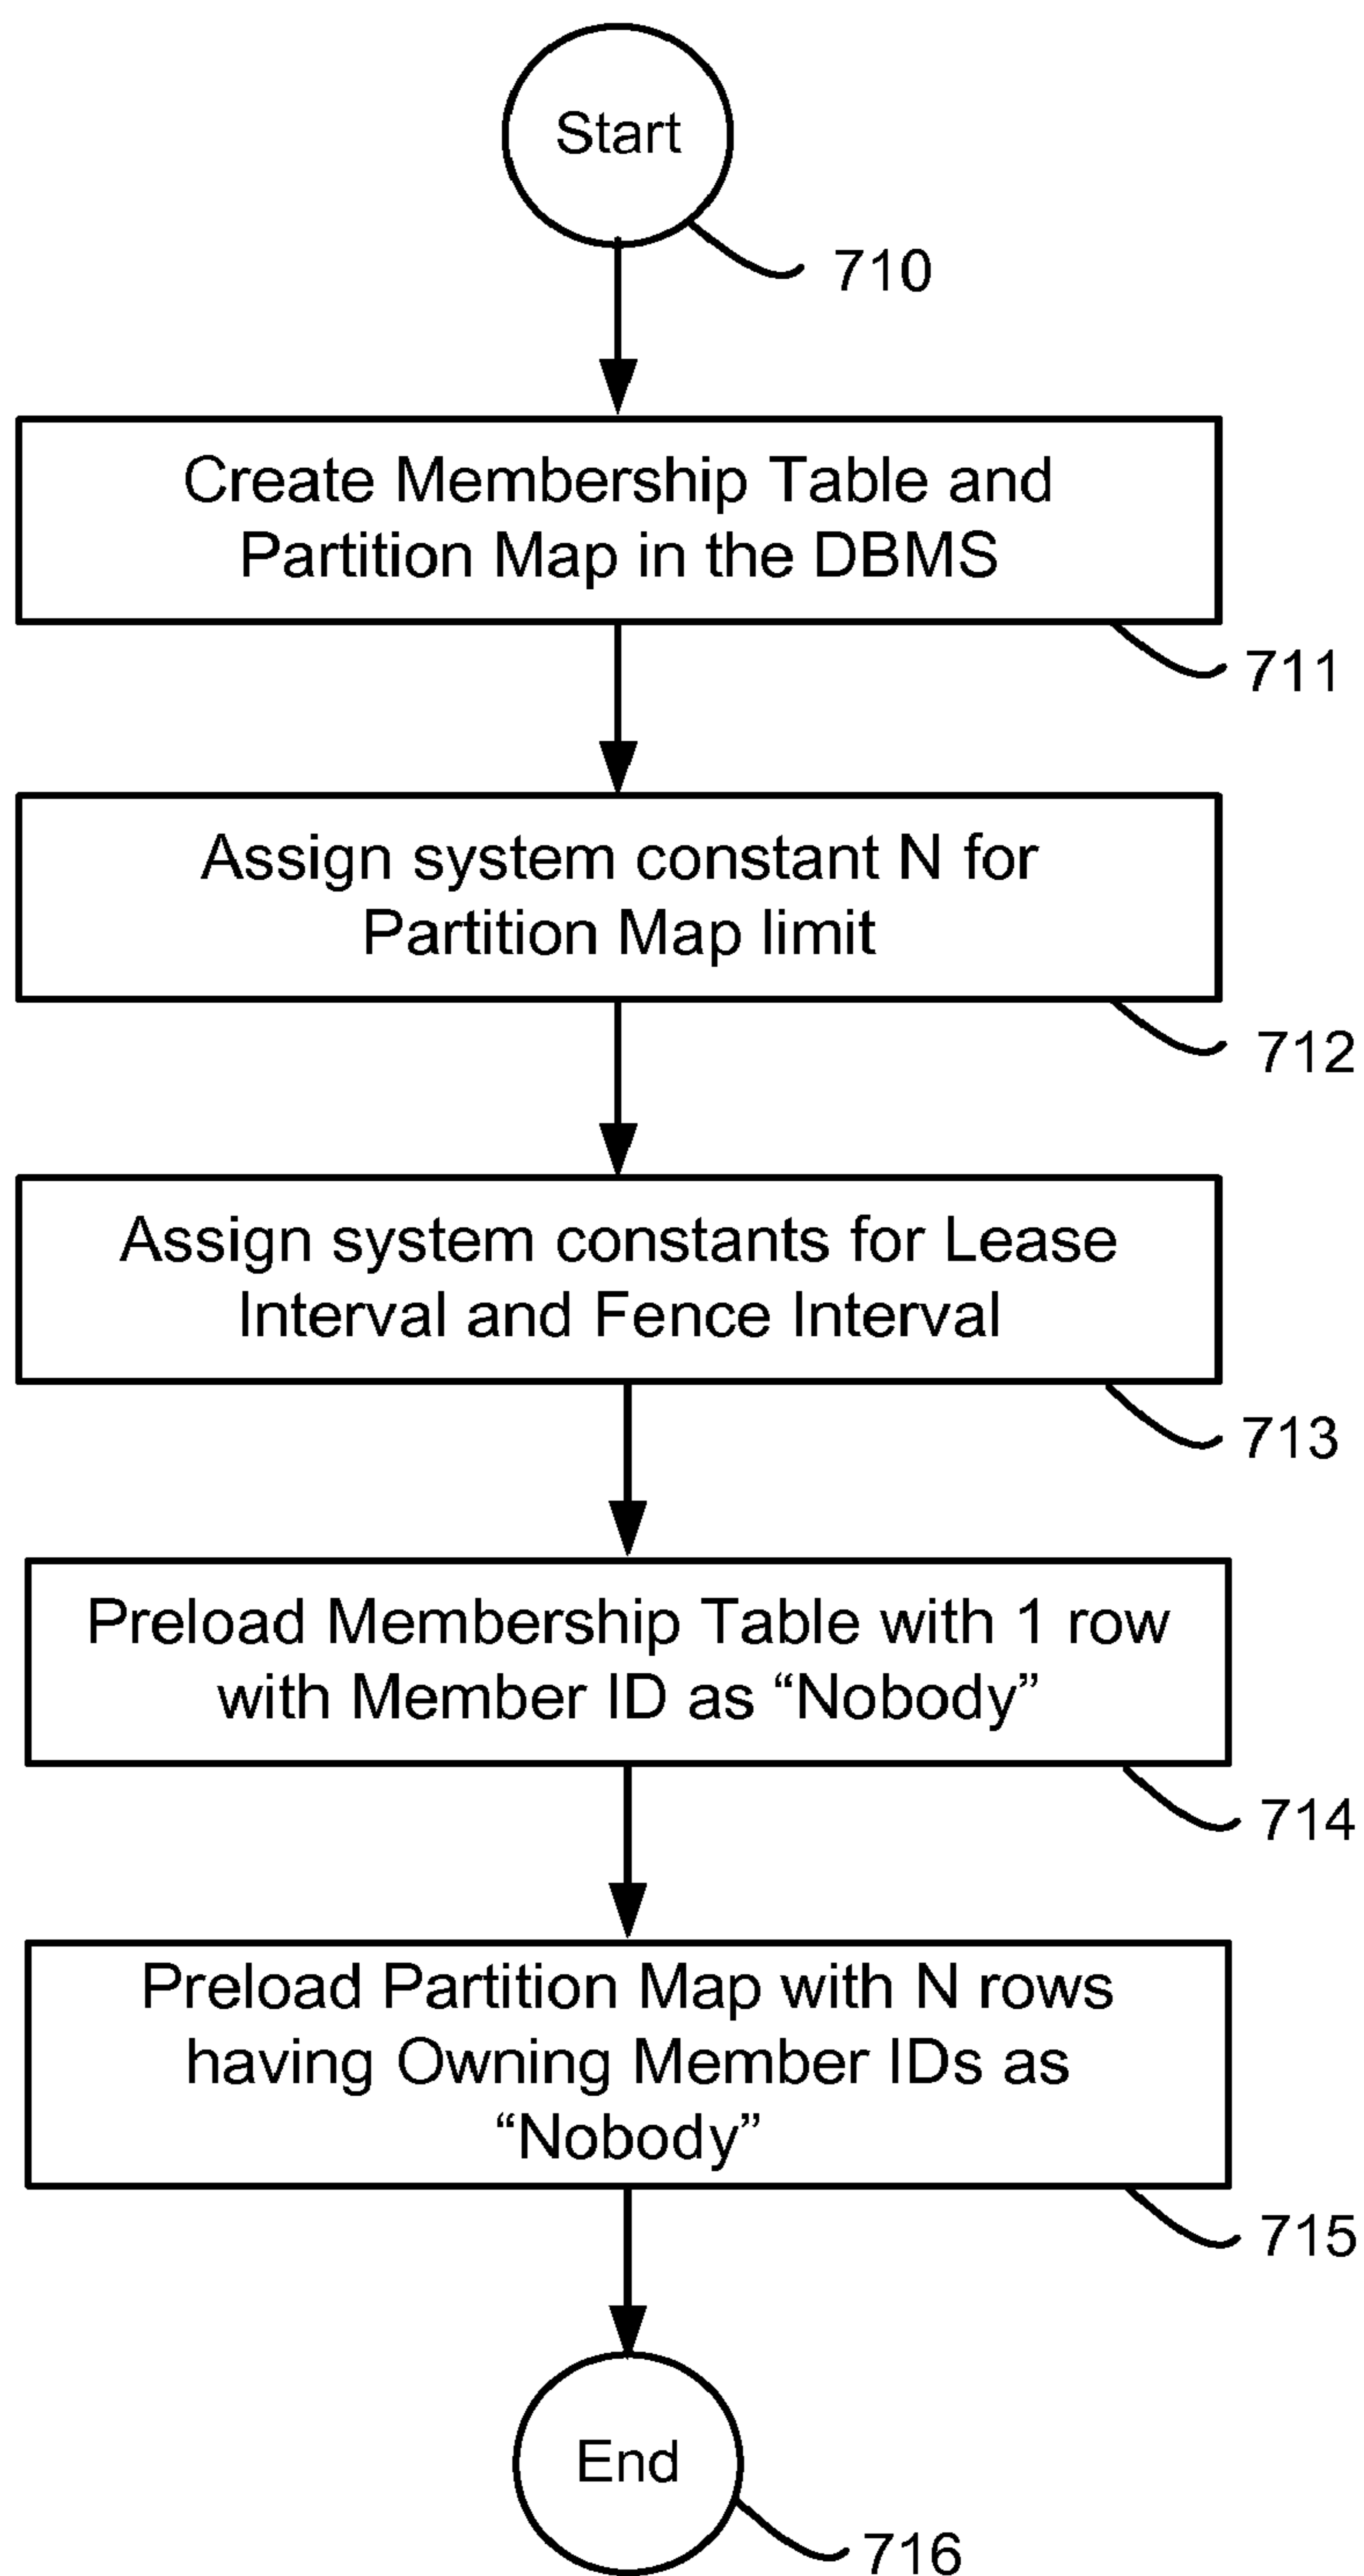 Start
710
Create Membership Table and
Partition Map in the DBMS
711
Assign system constant N for
Partition Map limit
712
Assign system constants for Lease
Interval and Fence Interval
713
Preload Membership Table with 1 row
with Member ID as “Nobody”
714
Preload Partition Map with N rows
having Owning Member IDs as
“Nobody”
715
End
716